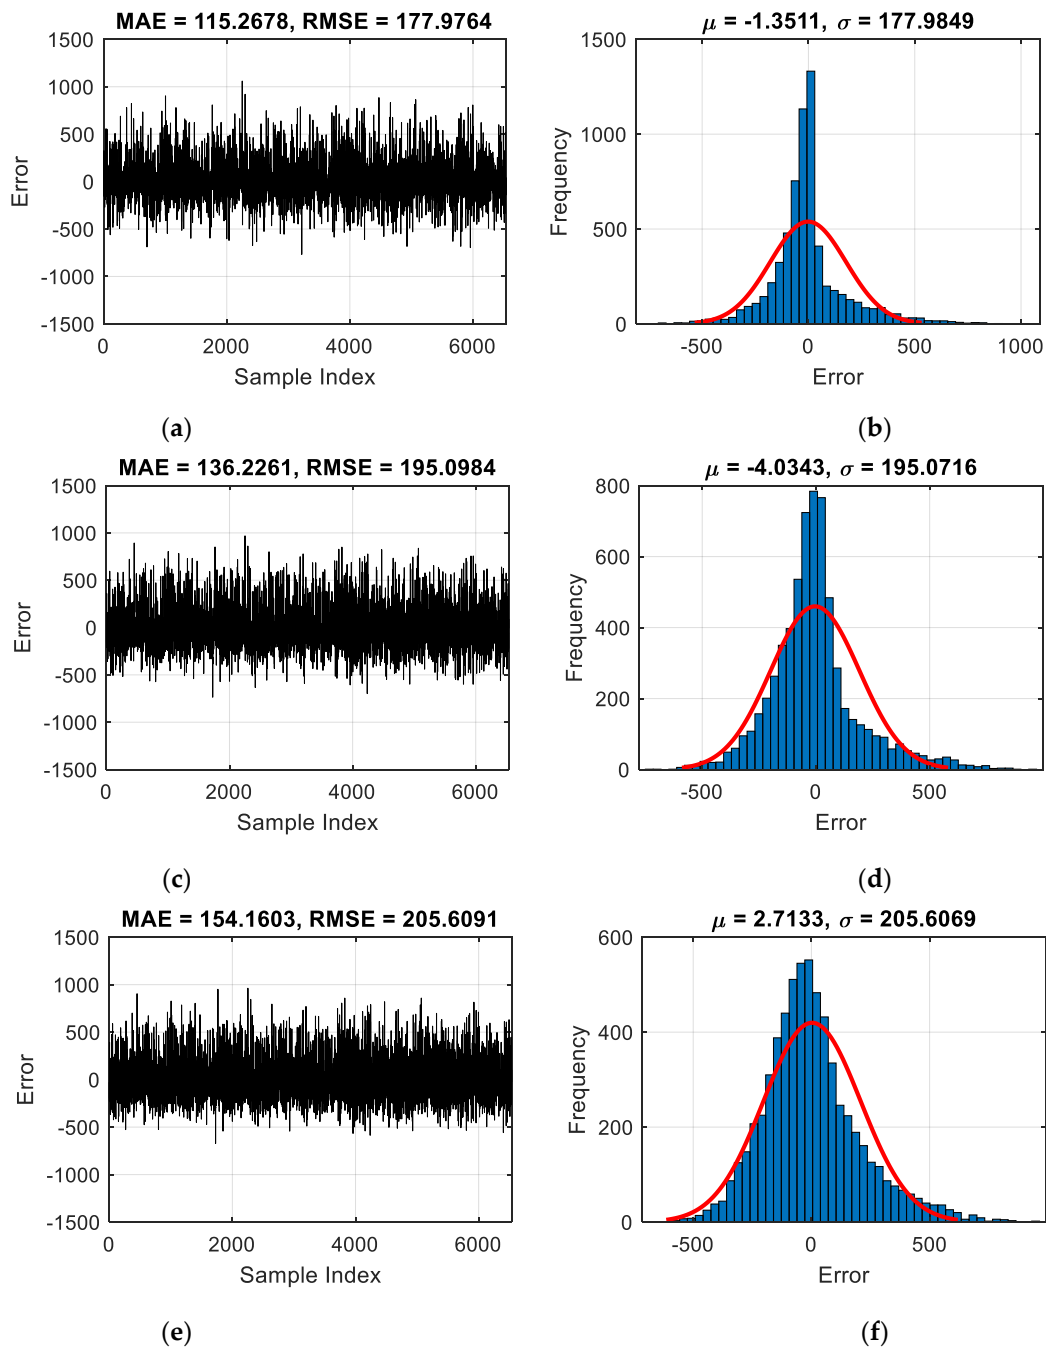 MAE = 115.2678, RMSE = 177.9764
1500
1000
500
0
-500
-1000
-1500
Error
0 2000 4000 6000
Sample Index
(a)
μ = -1.3511, σ = 177.9849
1500
1000
500
0
Frequency
-500 0 500 1000
Error
(b)
MAE = 136.2261, RMSE = 195.0984
1500
1000
500
0
-500
-1000
-1500
Error
0 2000 4000 6000
Sample Index
(c)
μ = -4.0343, σ = 195.0716
800
600
400
200
0
Frequency
-500 0 500
Error
(d)
MAE = 154.1603, RMSE = 205.6091
1500
1000
500
0
-500
-1000
-1500
Error
0 2000 4000 6000
Sample Index
(e)
μ = 2.7133, σ = 205.6069
600
400
200
0
Frequency
-500 0 500
Error
(f)